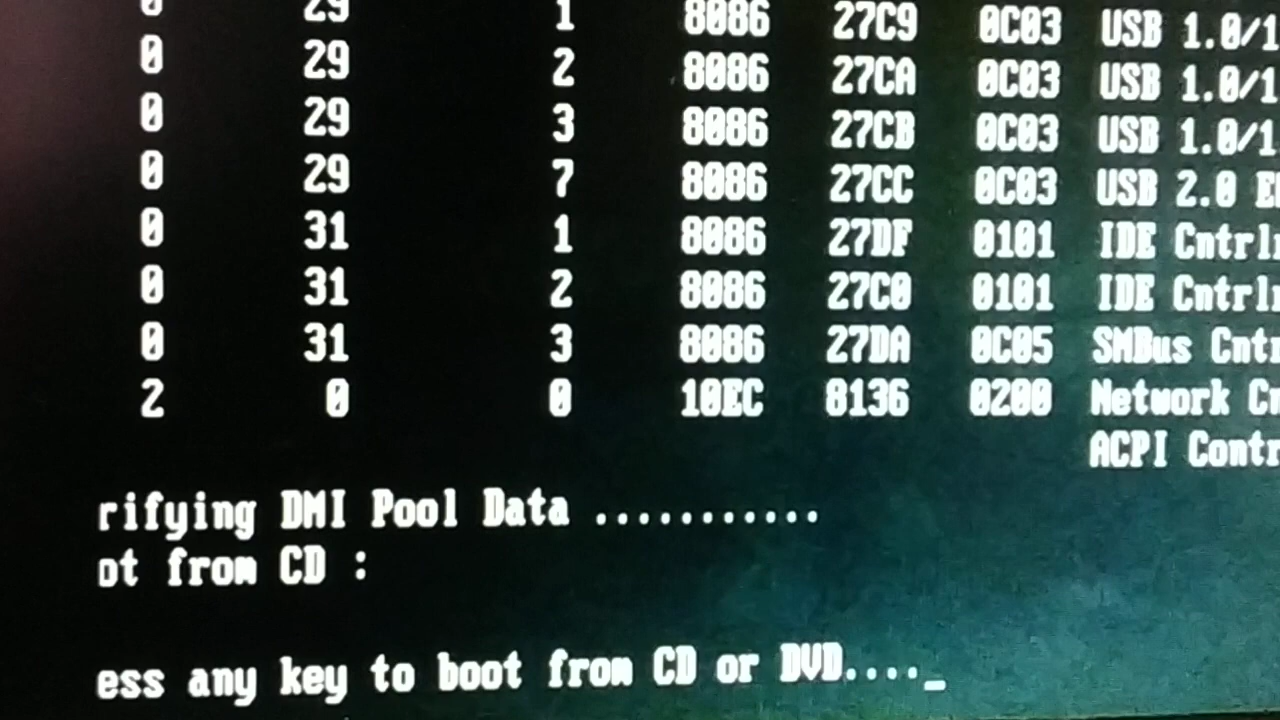 0 29 1 8086 27C9 0C03 USB 1.0/1
0 29 2 8086 27CA 0C03 USB 1.0/1
0 29 3 8086 27CB 0C03 USB 1.0/1
0 29 7 8086 27CC 0C03 USB 2.0 E
0 31 1 8086 27DF 0101 IDE Cntrl
0 31 2 8086 27C0 0101 IDE Cntrl
0 31 3 8086 27DA 0C05 SMBus Cnt
2 0 0 10EC 8136 0200 Network C
ACPI Contr
rifying DMI Pool Data ...........
ot from CD :
ess any key to boot from CD or DVD...._